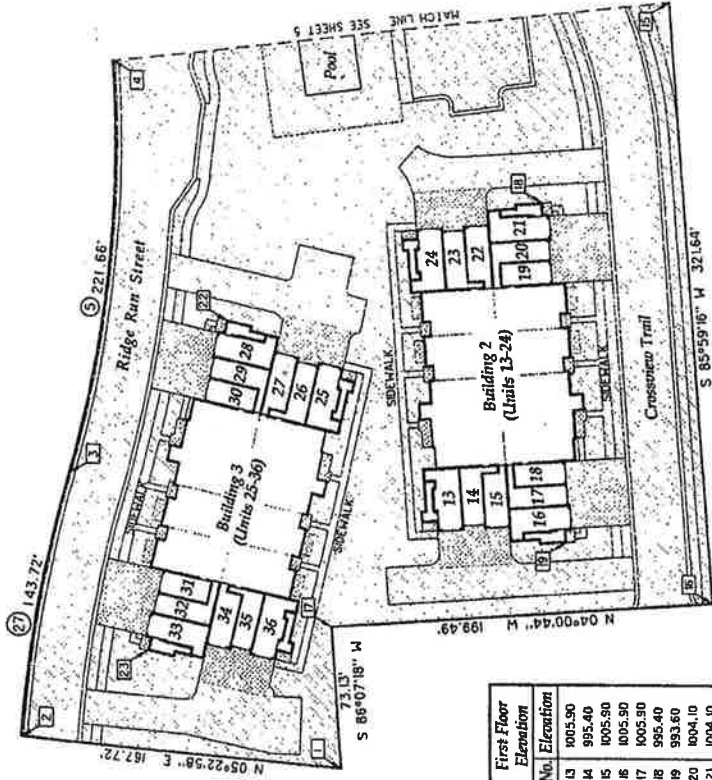 MATCH LINE SEE SHEET 5
4
15
Pool
⑤ 221.66'
Ridge Run Street
3
㉗ 143.72'
2
SIDEWALK
22
28
29
30
27
26
25
Building 3
(Units 25-36)
31
32
33
34
35
36
23
SIDEWALK
17
1
73.13'
S 86°07'18" W
N 05°22'58" E 167.72'
18
24
23
22
21
20
19
SIDEWALK
Building 2
(Units 13-24)
13
14
15
18
17
16
19
SIDEWALK
Crossview Trail
S 85°59'16" W 321.64'
16
N 04°00'44" W 199.49'
First Floor
Elevation
No. Elevation
13 1005.90
14 995.40
15 1005.90
16 1005.90
17 1005.90
18 995.40
19 993.60
20 1004.10
21 1004.10